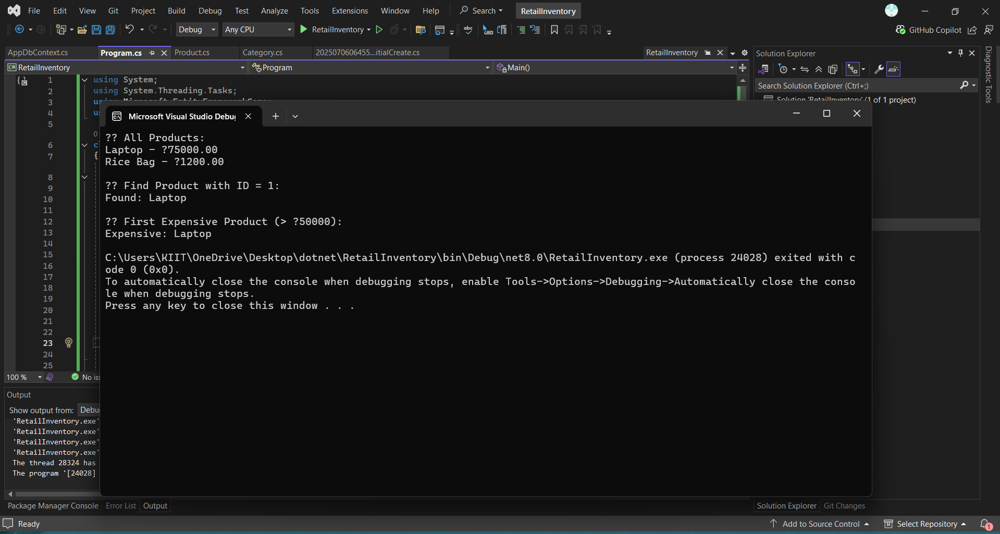 File Edit View Git Project Build Debug Test Analyze Tools Extensions Window Help Search RetailInventory
Debug Any CPU RetailInventory abc GitHub Copilot
AppDbContext.cs Program.cs Product.cs Category.cs 2025070606455...itialCreate.cs RetailInventory
C# RetailInventory Program Main()
1 using System;
2 using System.Threading.Tasks;
3 us
4 us
5
0
6 c
7 {
8
9
10
11
12
13
14
15
16
17
18
19
20
21
22
23
24
25
Microsoft Visual Studio Debu
?? All Products:
Laptop - ?75000.00
Rice Bag - ?1200.00
?? Find Product with ID = 1:
Found: Laptop
?? First Expensive Product (> ?50000):
Expensive: Laptop
C:\Users\KIIT\OneDrive\Desktop\dotnet\RetailInventory\bin\Debug\net8.0\RetailInventory.exe (process 24028) exited with c
ode 0 (0x0).
To automatically close the console when debugging stops, enable Tools->Options->Debugging->Automatically close the conso
le when debugging stops.
Press any key to close this window . . .
100 % No iss
Output
Show output from: Debu
'RetailInventory.exe'
'RetailInventory.exe'
'RetailInventory.exe'
'RetailInventory.exe'
The thread 28324 has
The program '[24028]
Package Manager Console Error List Output
Solution Explorer
Search Solution Explorer (Ctrl+;)
Solution 'RetailInventory' (1 of 1 project)
Diagnostic Tools
Solution Explorer Git Changes
Ready Add to Source Control Select Repository 1